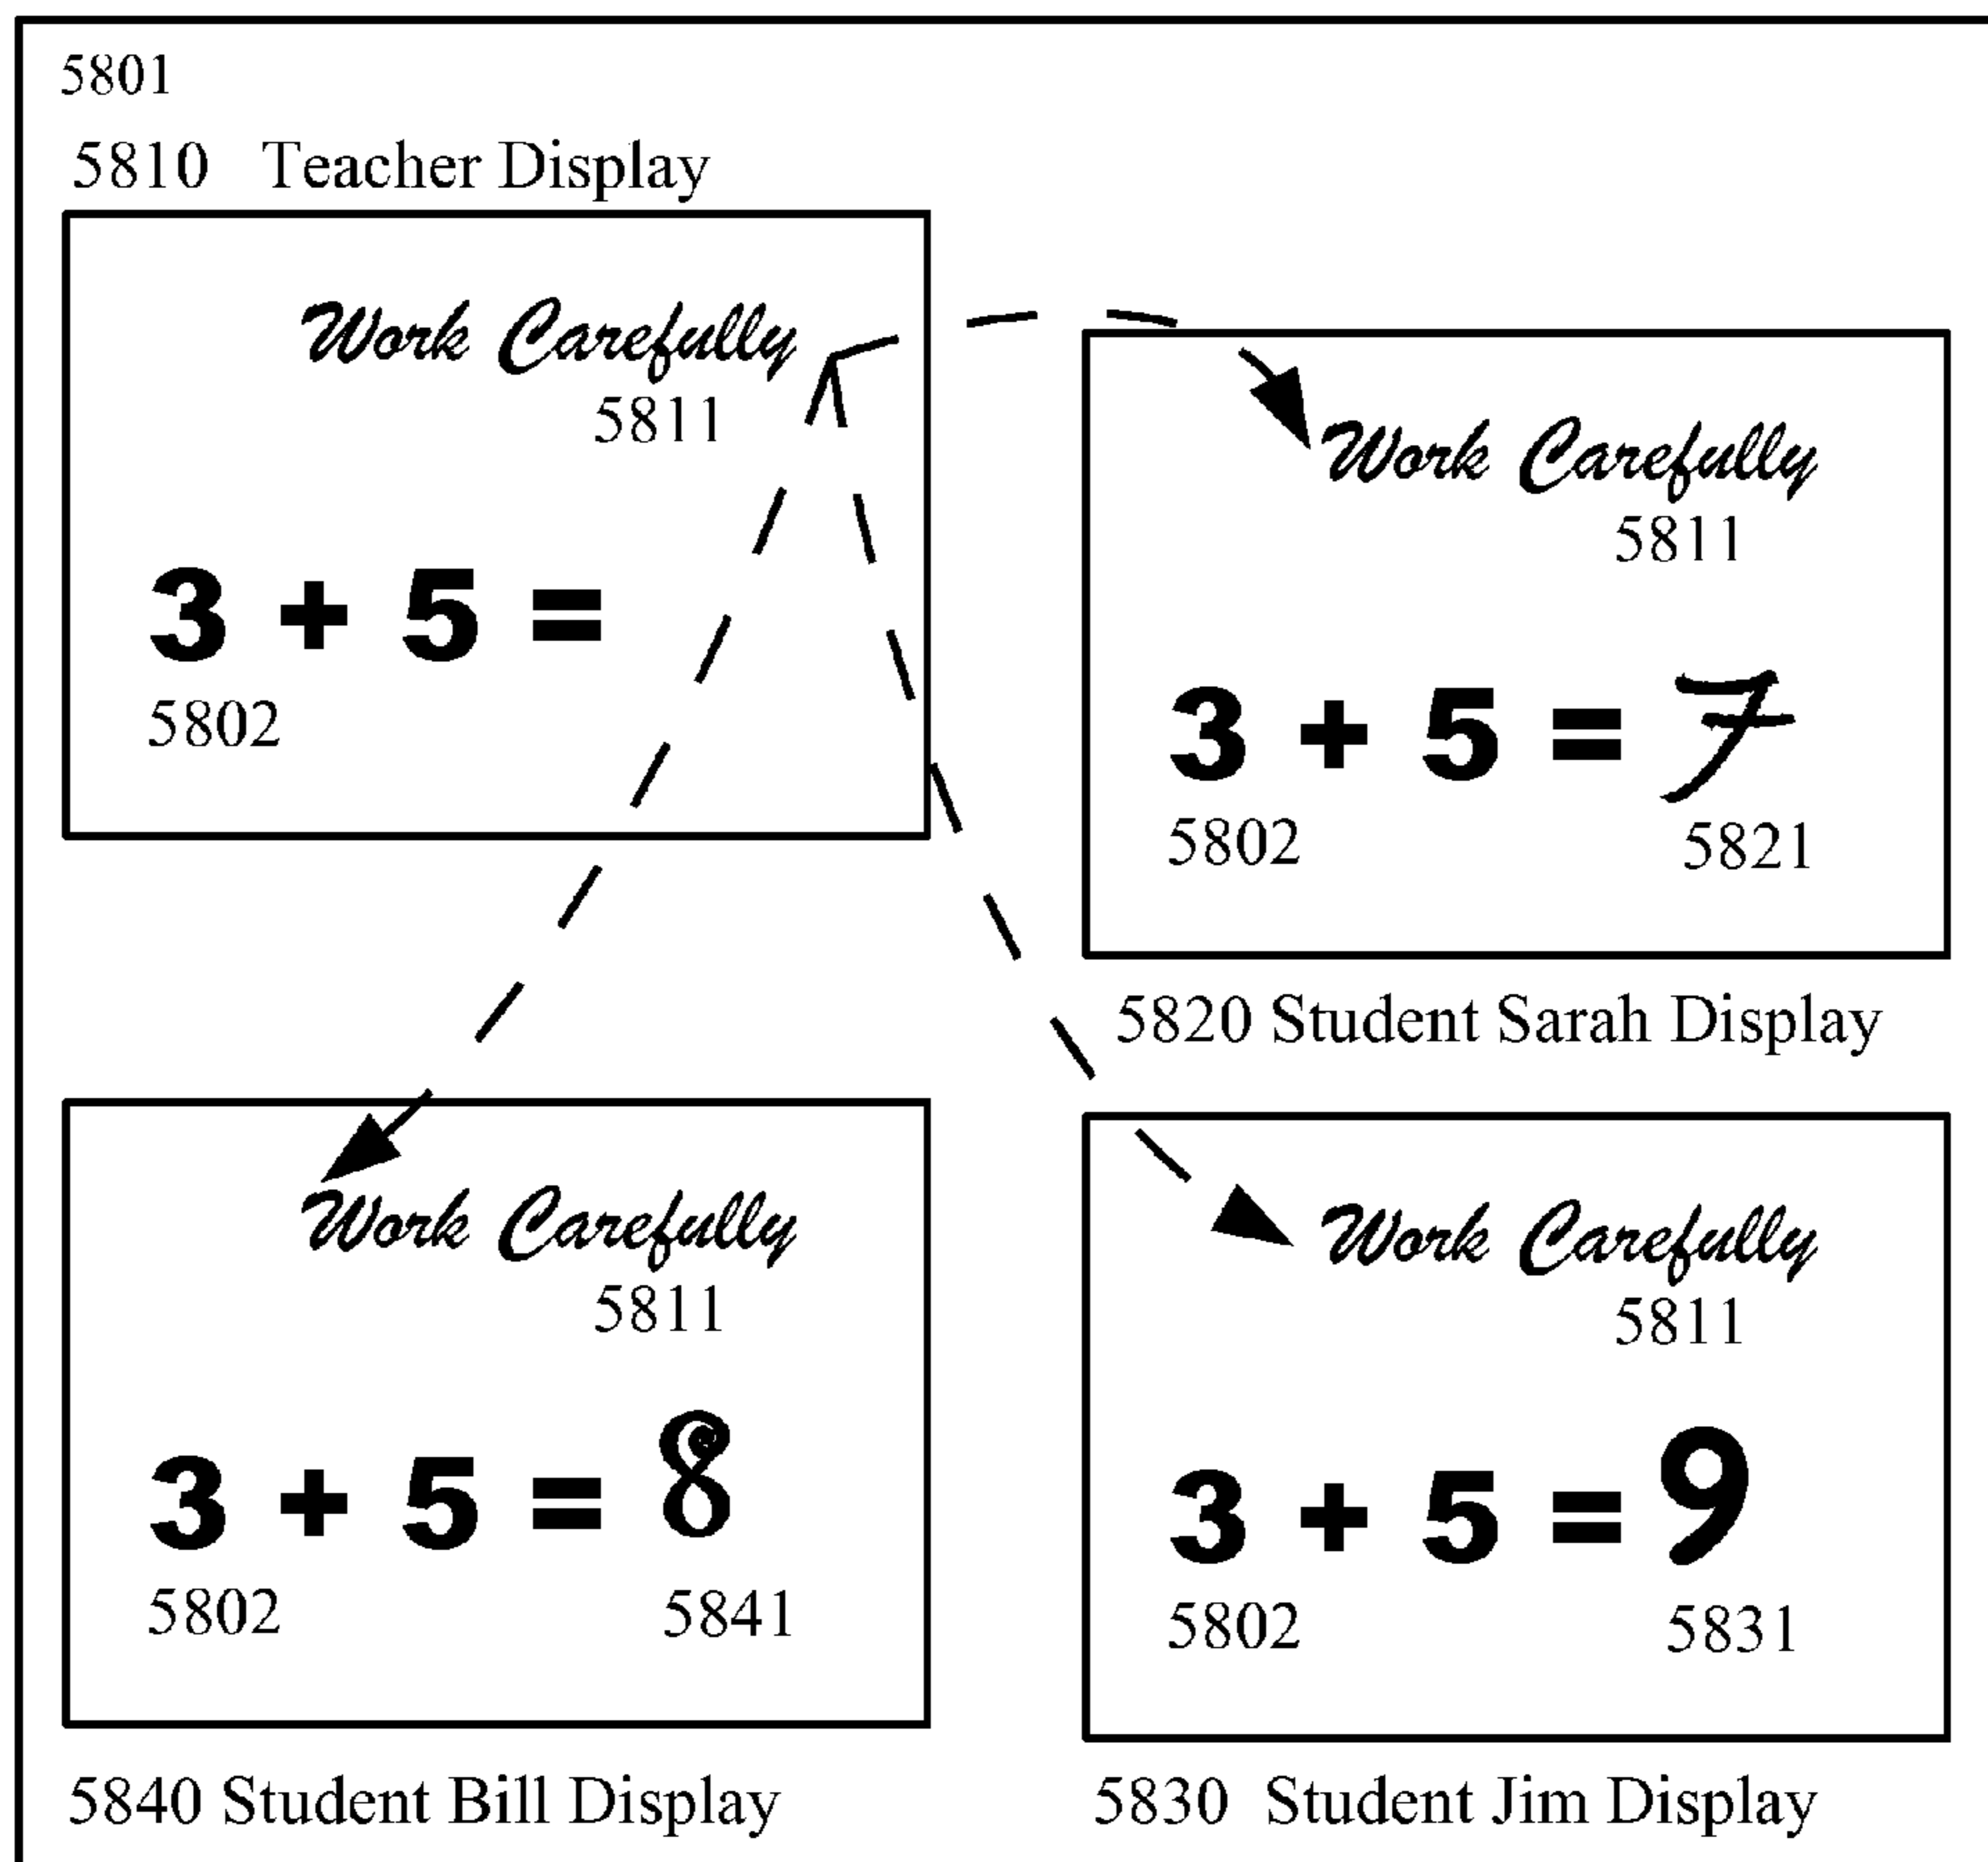 5801
5810 Teacher Display
Work Carefully
5811
3 + 5 =
5802
Work Carefully
5811
3 + 5 = 7
5802 5821
5820 Student Sarah Display
Work Carefully
5811
3 + 5 = 8
5802 5841
5840 Student Bill Display
Work Carefully
5811
3 + 5 = 9
5802 5831
5830 Student Jim Display